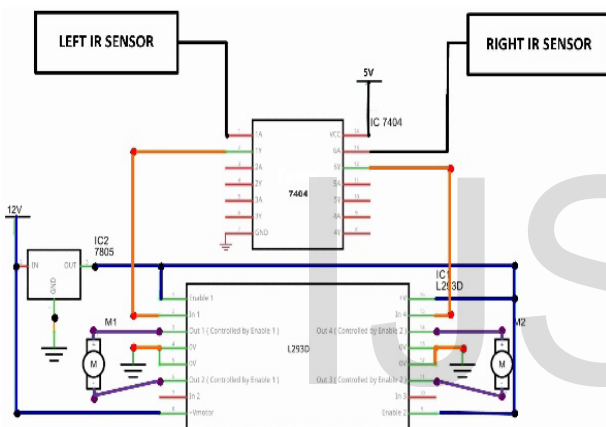 LEFT IR SENSOR
RIGHT IR SENSOR
5V
IC 7404
1A
1Y
2A
2Y
3A
3Y
GND
7404
VCC
6A
6Y
5A
5Y
4A
4Y
12V
IC2
7805
IN
OUT
GND
IC1
L293D
M1
M
M2
M
L293D
Enable 1
In 1
Out 1 ( Controlled by Enable 1 )
0V
0V
Out 2 ( Controlled by Enable 1 )
In 2
+Vmotor
+V
In 4
Out 4 ( Controlled by Enable 2 )
0V
0V
Out 3 ( Controlled by Enable 2 )
In 3
Enable 2
IJS